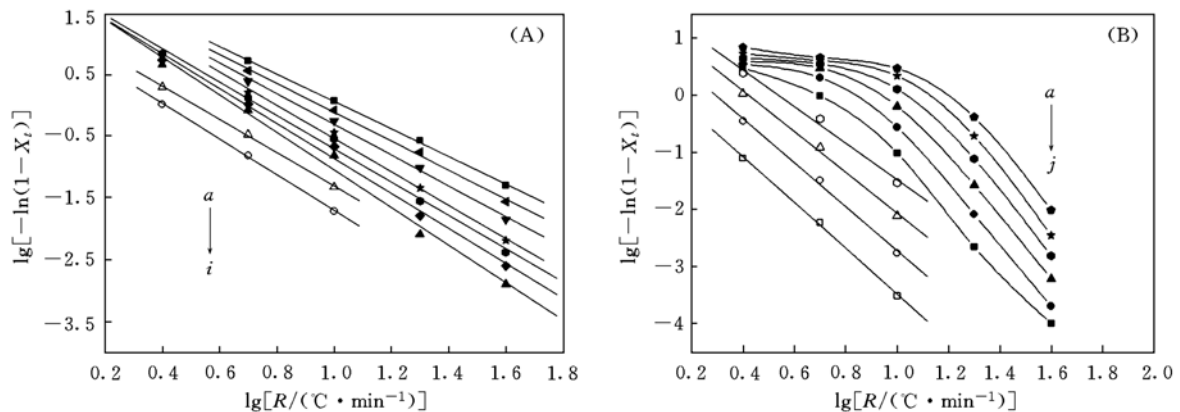 (A)
lg[−ln(1−X_t)]
1.5
0.5
−0.5
−1.5
−2.5
−3.5
a
i
0.2 0.4 0.6 0.8 1.0 1.2 1.4 1.6 1.8
lg[R/(℃·min⁻¹)]
(B)
lg[−ln(1−X_t)]
1
0
−1
−2
−3
−4
a
j
0.4 0.6 0.8 1.0 1.2 1.4 1.6 1.8 2.0
lg[R/(℃·min⁻¹)]